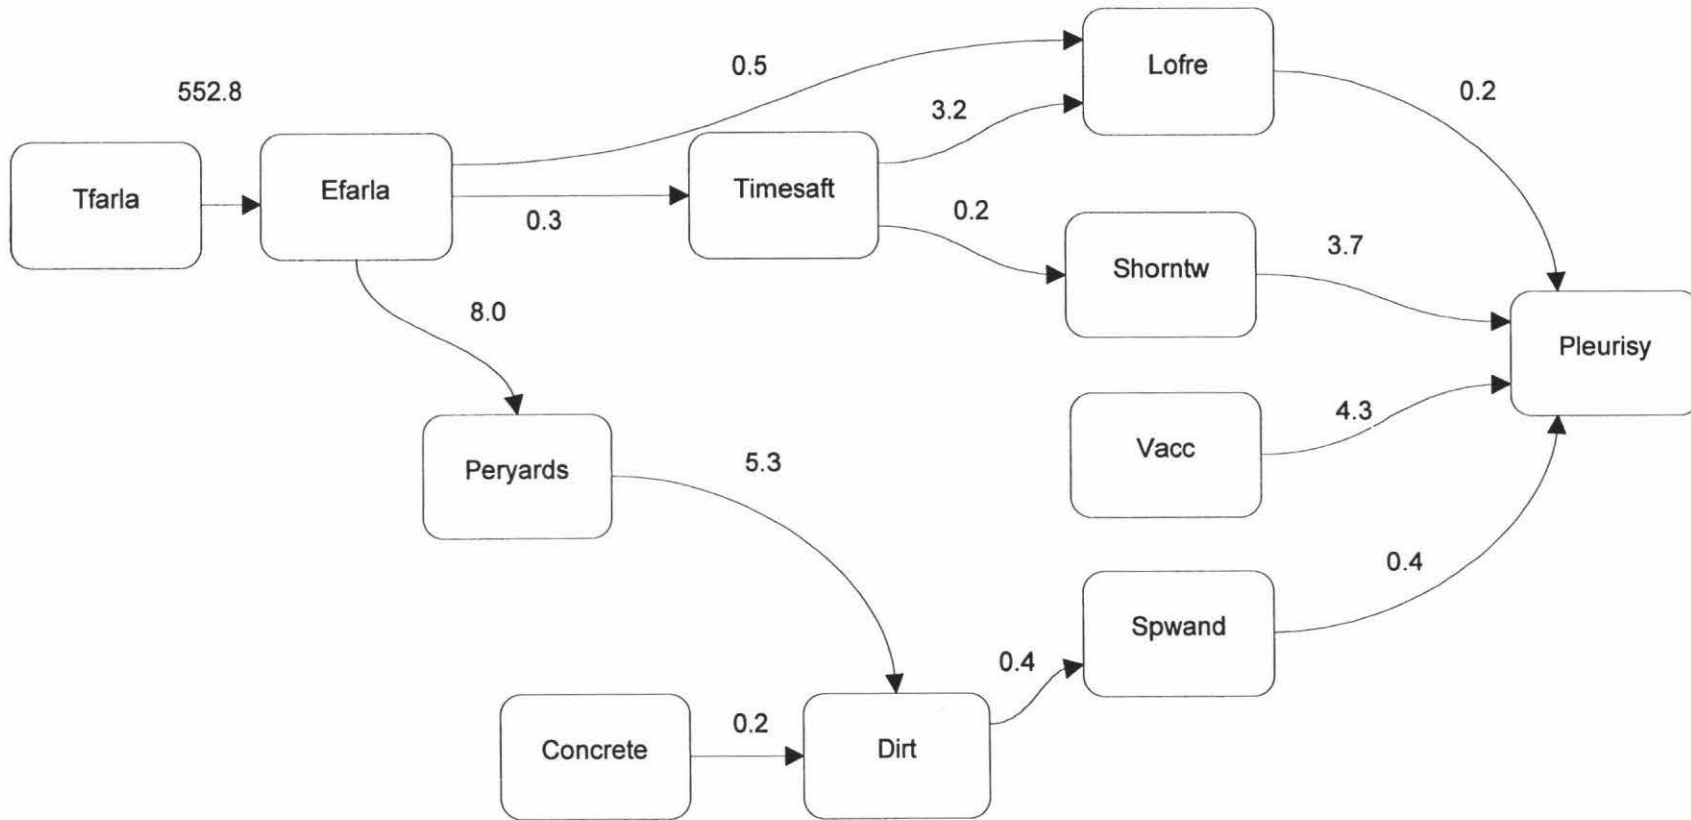 552.8
0.5
Lofre
0.2
3.2
Tfarla
Efarla
Timesaft
0.3
0.2
Shorntw
3.7
8.0
Pleurisy
4.3
Peryards
5.3
Vacc
0.4
Spwand
0.4
Concrete
0.2
Dirt